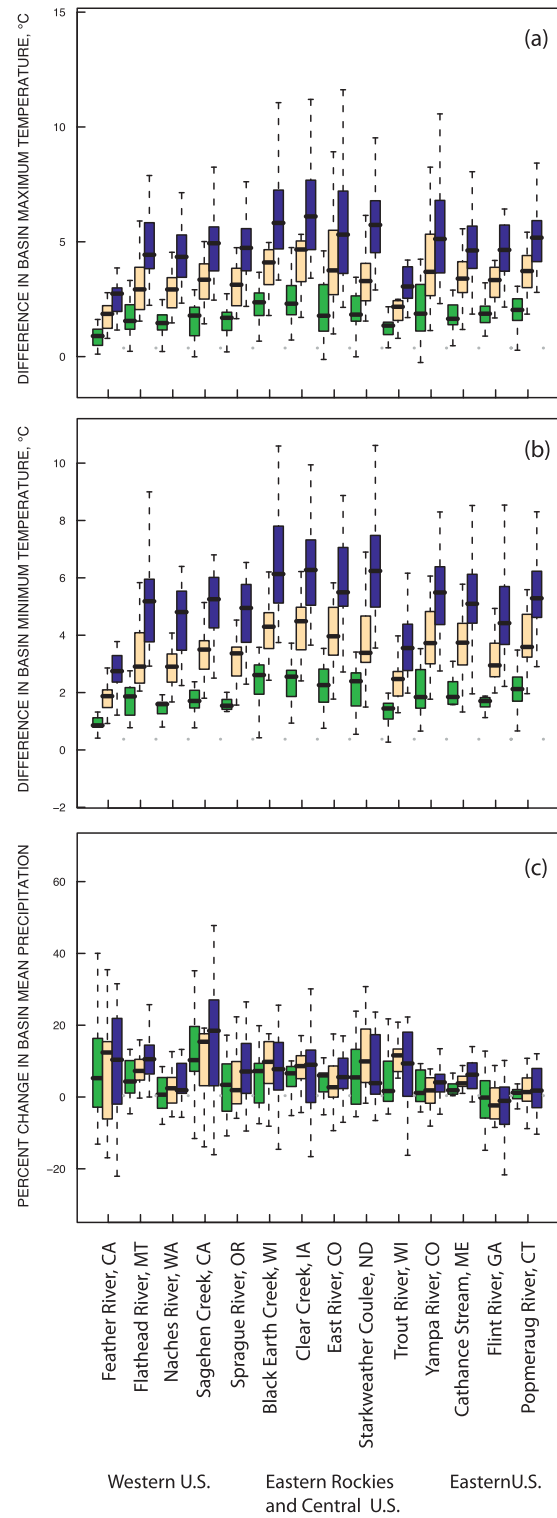 (a)
DIFFERENCE IN BASIN MAXIMUM TEMPERATURE, °C
15
10
5
0
(b)
DIFFERENCE IN BASIN MINIMUM TEMPERATURE, °C
10
8
6
4
2
0
−2
(c)
PERCENT CHANGE IN BASIN MEAN PRECIPITATION
60
40
20
0
−20
Feather River, CA
Flathead River, MT
Naches River, WA
Sagehen Creek, CA
Sprague River, OR
Black Earth Creek, WI
Clear Creek, IA
East River, CO
Starkweather Coulee, ND
Trout River, WI
Yampa River, CO
Cathance Stream, ME
Flint River, GA
Popmeraug River, CT
Western U.S.
Eastern Rockies
and Central U.S.
EasternU.S.